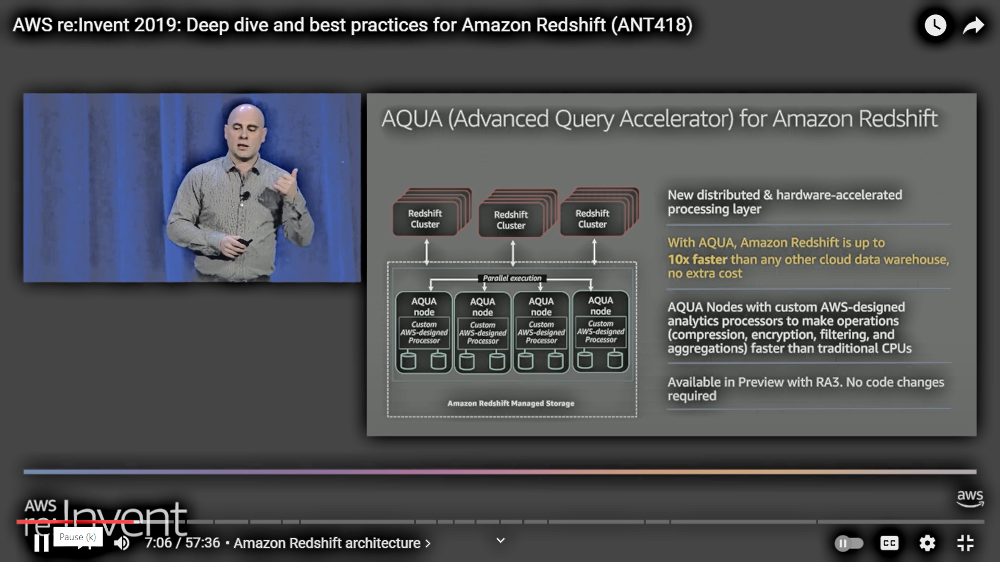 AWS re:Invent 2019: Deep dive and best practices for Amazon Redshift (ANT418)
AQUA (Advanced Query Accelerator) for Amazon Redshift
Redshift
Cluster
Redshift
Cluster
Redshift
Cluster
Parallel execution
AQUA
node
Custom
AWS-designed
Processor
AQUA
node
Custom
AWS-designed
Processor
AQUA
node
Custom
AWS-designed
Processor
AQUA
node
Custom
AWS-designed
Processor
Amazon Redshift Managed Storage
New distributed & hardware-accelerated
processing layer
With AQUA, Amazon Redshift is up to
10x faster than any other cloud data warehouse,
no extra cost
AQUA Nodes with custom AWS-designed
analytics processors to make operations
(compression, encryption, filtering, and
aggregations) faster than traditional CPUs
Available in Preview with RA3. No code changes
required
aws
AWS
re:Invent
Pause (k)
7:06 / 57:36 • Amazon Redshift architecture
CC